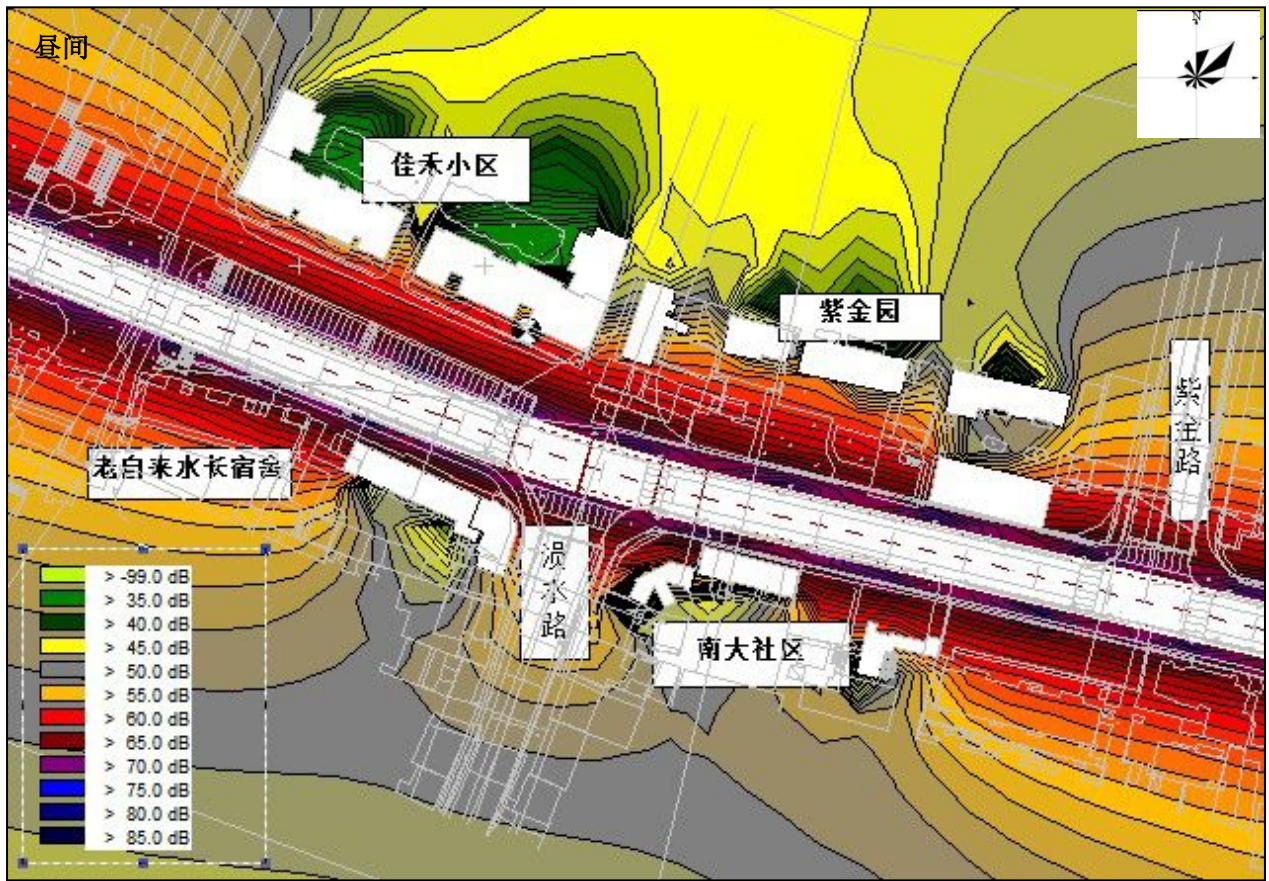 昼间
N
佳禾小区
紫金园
紫金路
老自来水长宿舍
涢水路
南大社区
> -99.0 dB
> 35.0 dB
> 40.0 dB
> 45.0 dB
> 50.0 dB
> 55.0 dB
> 60.0 dB
> 65.0 dB
> 70.0 dB
> 75.0 dB
> 80.0 dB
> 85.0 dB